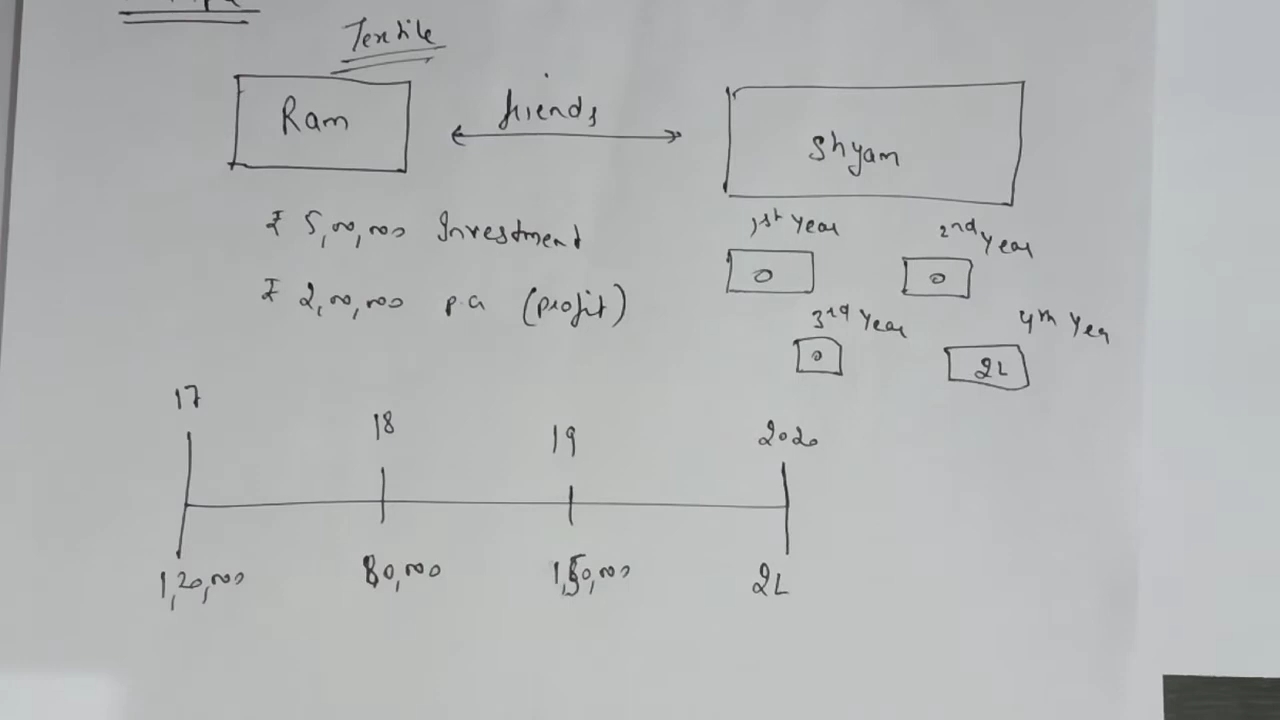 Textile
Ram
friends
Shyam
₹ 5,00,000 Investment
₹ 2,00,000 p.a (profit)
1st Year
2nd Year
0
0
3rd Year
4th Yea
0
2L
17
18
19
2020
1,20,000
80,000
1,50,000
2L